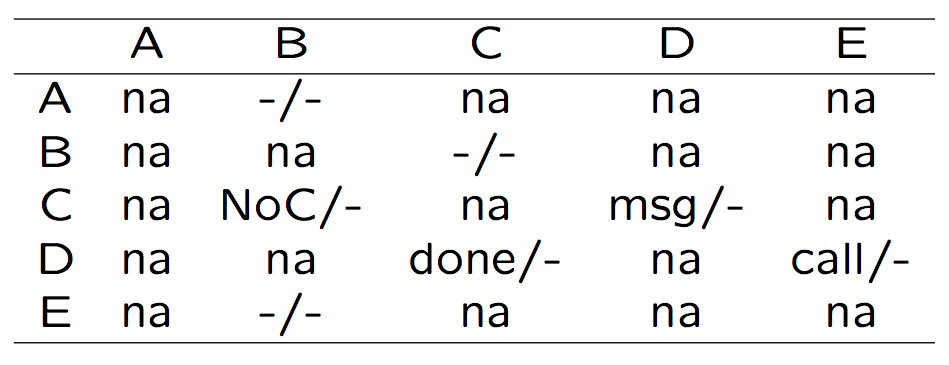 A B C D E
A na -/- na na na
B na na -/- na na
C na NoC/- na msg/- na
D na na done/- na call/-
E na -/- na na na